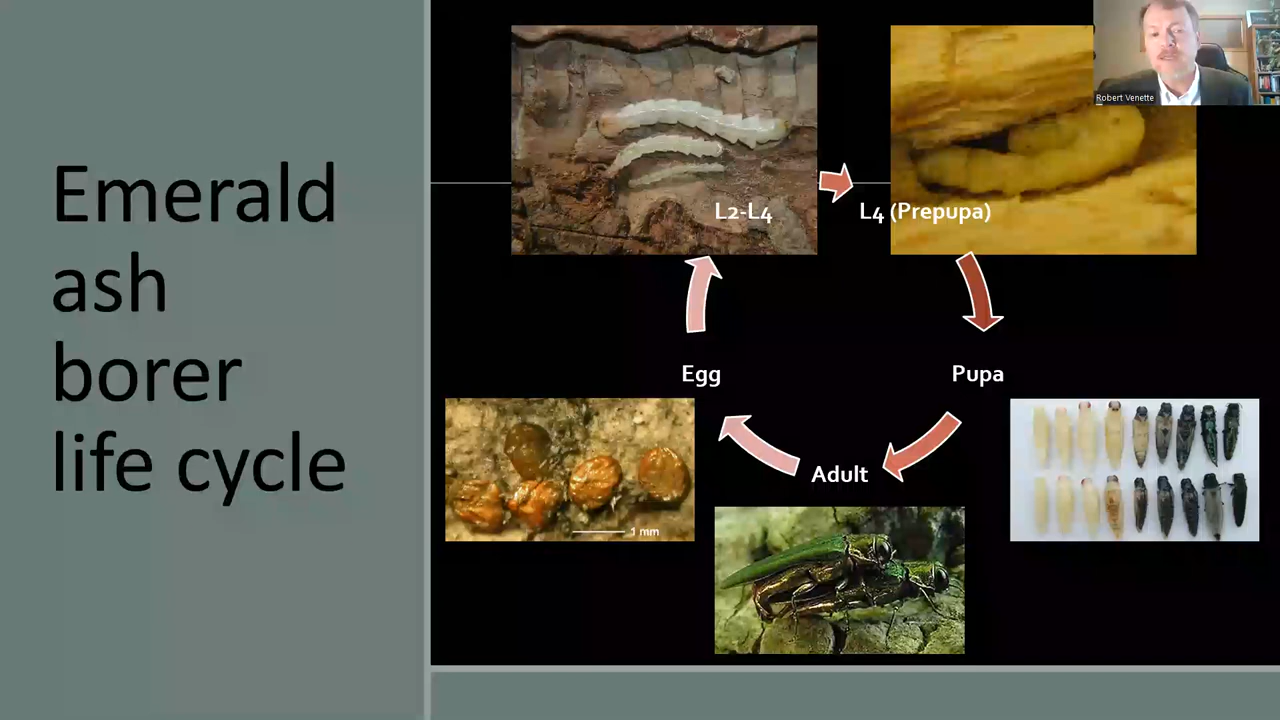 Emerald
ash
borer
life cycle
Robert Venette
L2-L4
L4 (Prepupa)
Egg
Pupa
Adult
1 mm